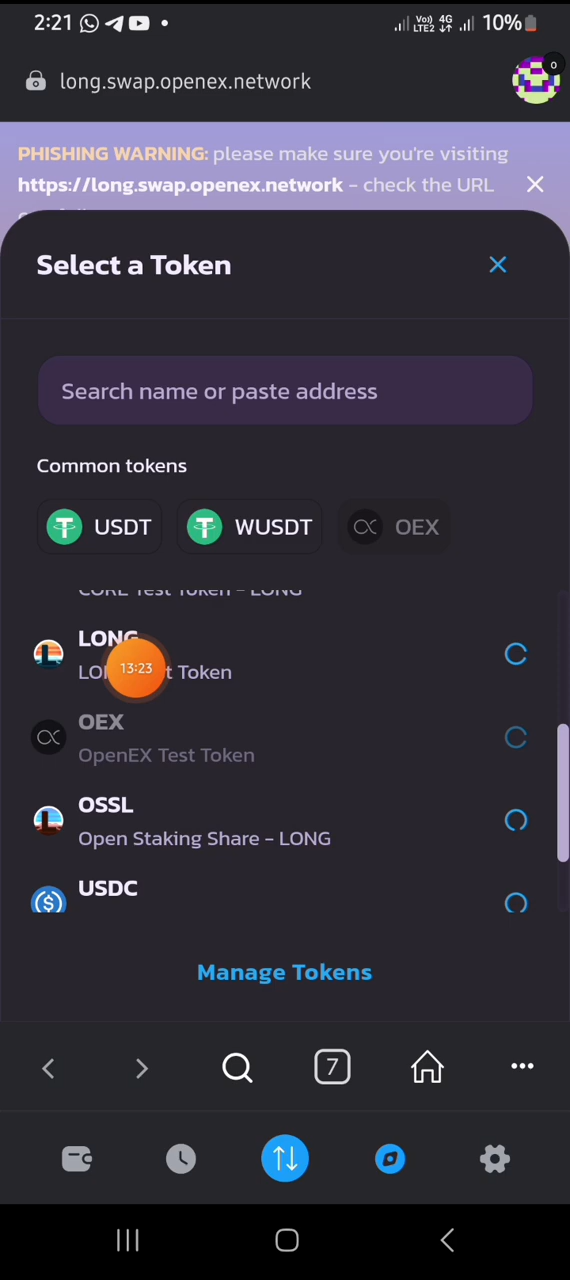 2:21
Vo)) 4G
LTE2
10%
long.swap.openex.network
0
PHISHING WARNING: please make sure you're visiting
https://long.swap.openex.network - check the URL
Select a Token
Search name or paste address
Common tokens
USDT
WUSDT
OEX
CORE Test Token - LONG
LONG
13:23
Token
OEX
OpenEX Test Token
OSSL
Open Staking Share - LONG
USDC
Manage Tokens
7